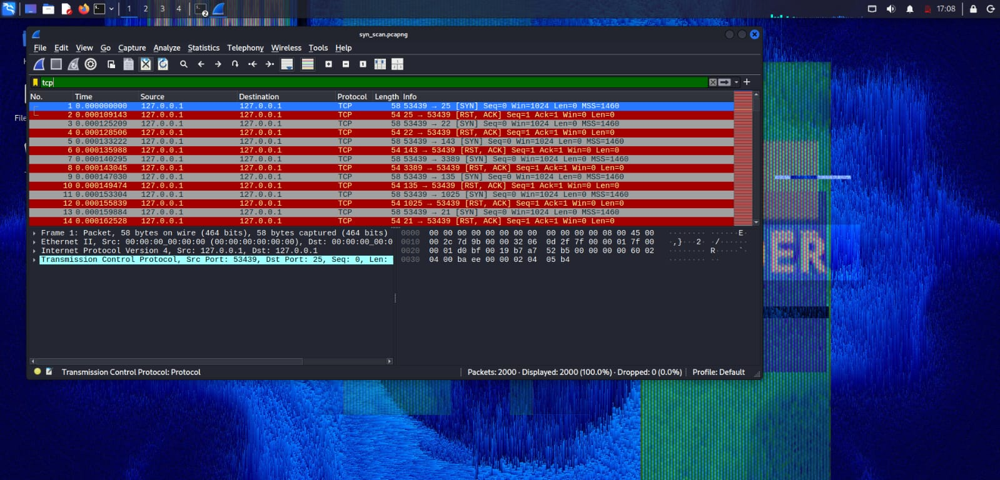 1 2 3 4 2 17:08
syn_scan.pcapng
File Edit View Go Capture Analyze Statistics Telephony Wireless Tools Help
tcp
No. Time Source Destination Protocol Length Info
1 0.000000000 127.0.0.1 127.0.0.1 TCP 58 53439 → 25 [SYN] Seq=0 Win=1024 Len=0 MSS=1460
2 0.000109143 127.0.0.1 127.0.0.1 TCP 54 25 → 53439 [RST, ACK] Seq=1 Ack=1 Win=0 Len=0
3 0.000125209 127.0.0.1 127.0.0.1 TCP 58 53439 → 22 [SYN] Seq=0 Win=1024 Len=0 MSS=1460
4 0.000128506 127.0.0.1 127.0.0.1 TCP 54 22 → 53439 [RST, ACK] Seq=1 Ack=1 Win=0 Len=0
5 0.000133222 127.0.0.1 127.0.0.1 TCP 58 53439 → 143 [SYN] Seq=0 Win=1024 Len=0 MSS=1460
6 0.000135988 127.0.0.1 127.0.0.1 TCP 54 143 → 53439 [RST, ACK] Seq=1 Ack=1 Win=0 Len=0
7 0.000140295 127.0.0.1 127.0.0.1 TCP 58 53439 → 3389 [SYN] Seq=0 Win=1024 Len=0 MSS=1460
8 0.000143045 127.0.0.1 127.0.0.1 TCP 54 3389 → 53439 [RST, ACK] Seq=1 Ack=1 Win=0 Len=0
9 0.000147030 127.0.0.1 127.0.0.1 TCP 58 53439 → 135 [SYN] Seq=0 Win=1024 Len=0 MSS=1460
10 0.000149474 127.0.0.1 127.0.0.1 TCP 54 135 → 53439 [RST, ACK] Seq=1 Ack=1 Win=0 Len=0
11 0.000153304 127.0.0.1 127.0.0.1 TCP 58 53439 → 1025 [SYN] Seq=0 Win=1024 Len=0 MSS=1460
12 0.000155839 127.0.0.1 127.0.0.1 TCP 54 1025 → 53439 [RST, ACK] Seq=1 Ack=1 Win=0 Len=0
13 0.000159884 127.0.0.1 127.0.0.1 TCP 58 53439 → 21 [SYN] Seq=0 Win=1024 Len=0 MSS=1460
14 0.000162528 127.0.0.1 127.0.0.1 TCP 54 21 → 53439 [RST, ACK] Seq=1 Ack=1 Win=0 Len=0
Frame 1: Packet, 58 bytes on wire (464 bits), 58 bytes captured (464 bits)
Ethernet II, Src: 00:00:00_00:00:00 (00:00:00:00:00:00), Dst: 00:00:00_00:0
Internet Protocol Version 4, Src: 127.0.0.1, Dst: 127.0.0.1
Transmission Control Protocol, Src Port: 53439, Dst Port: 25, Seq: 0, Len:
0000 00 00 00 00 00 00 00 00 00 00 00 00 08 00 45 00 ········ ······E·
0010 00 2c 7d 9b 00 00 32 06 0d 2f 7f 00 00 01 7f 00 ·,}···2· ·/······
0020 00 01 d0 bf 00 19 b7 a7 52 b5 00 00 00 00 60 02 ········ R·····`·
0030 04 00 ba ee 00 00 02 04 05 b4 ········ ··
Transmission Control Protocol: Protocol
Packets: 2000 · Displayed: 2000 (100.0%) · Dropped: 0 (0.0%)
Profile: Default
File
ER